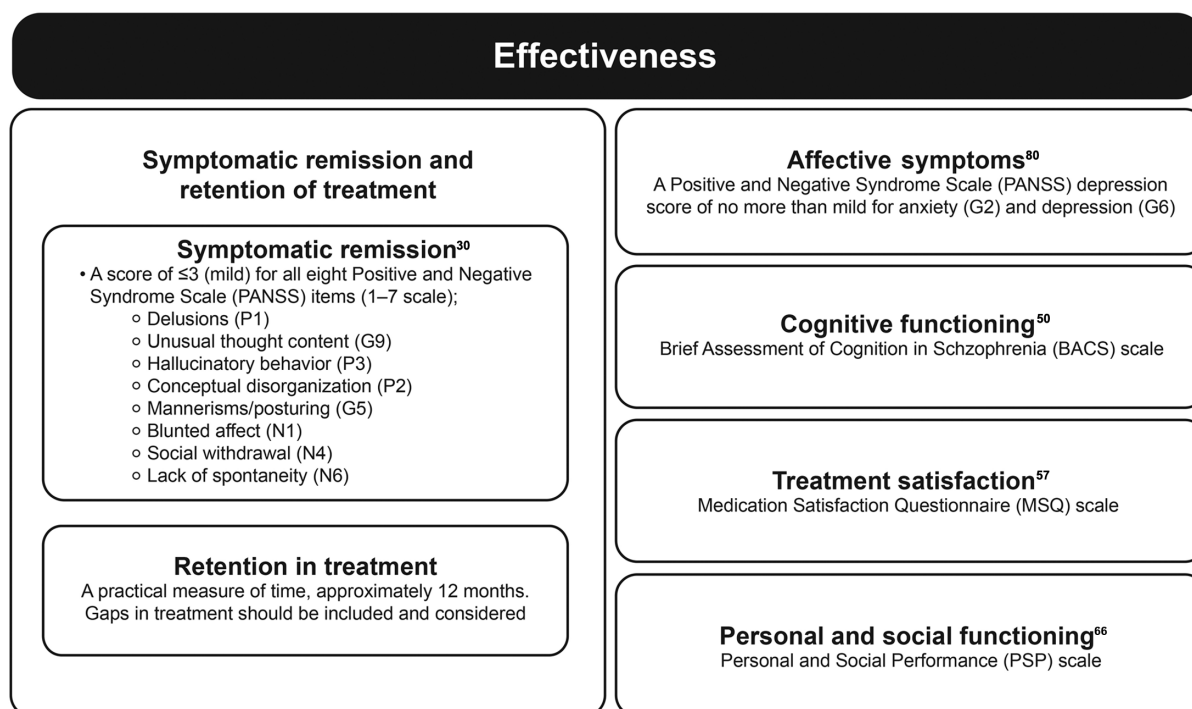 Effectiveness
Symptomatic remission and
retention of treatment
Symptomatic remission30
• A score of ≤3 (mild) for all eight Positive and Negative
Syndrome Scale (PANSS) items (1–7 scale);
○ Delusions (P1)
○ Unusual thought content (G9)
○ Hallucinatory behavior (P3)
○ Conceptual disorganization (P2)
○ Mannerisms/posturing (G5)
○ Blunted affect (N1)
○ Social withdrawal (N4)
○ Lack of spontaneity (N6)
Retention in treatment
A practical measure of time, approximately 12 months.
Gaps in treatment should be included and considered
Affective symptoms80
A Positive and Negative Syndrome Scale (PANSS) depression
score of no more than mild for anxiety (G2) and depression (G6)
Cognitive functioning50
Brief Assessment of Cognition in Schzophrenia (BACS) scale
Treatment satisfaction57
Medication Satisfaction Questionnaire (MSQ) scale
Personal and social functioning66
Personal and Social Performance (PSP) scale